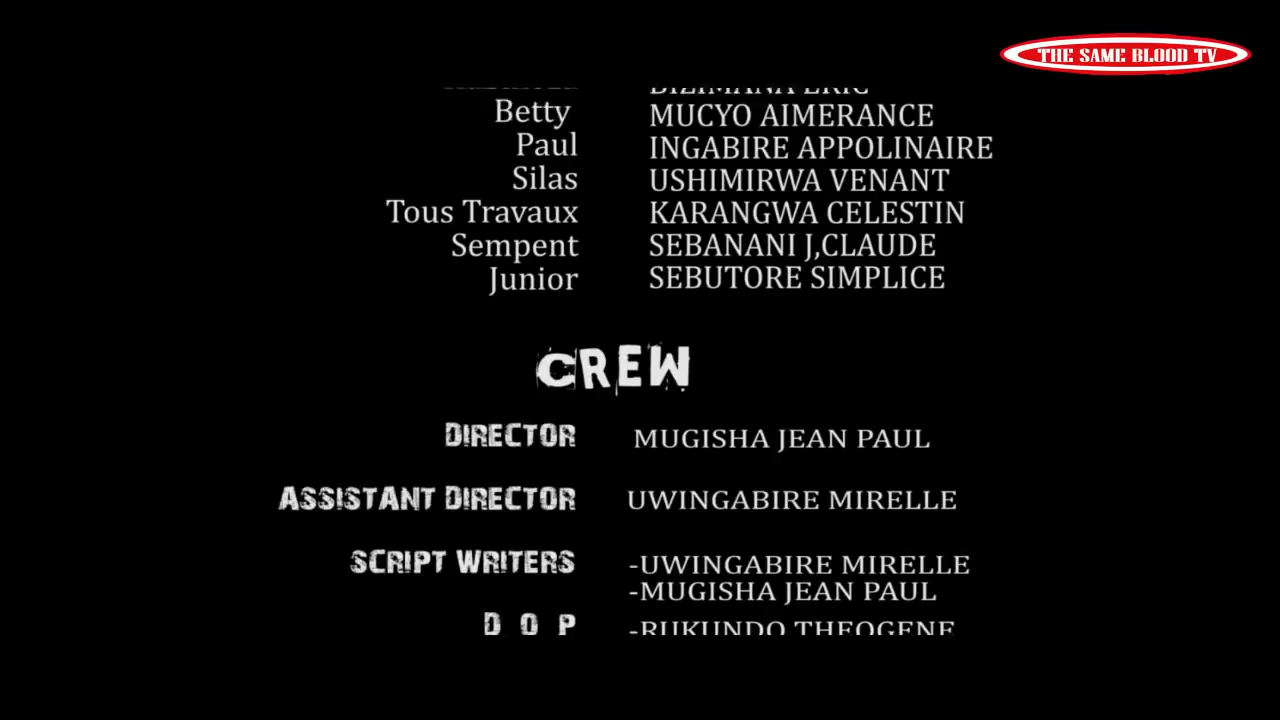 THE SAME BLOOD TV
BIZIMANA ERIC
Betty MUCYO AIMERANCE
Paul INGABIRE APPOLINAIRE
Silas USHIMIRWA VENANT
Tous Travaux KARANGWA CELESTIN
Sempent SEBANANI J,CLAUDE
Junior SEBUTORE SIMPLICE
CREW
DIRECTOR MUGISHA JEAN PAUL
ASSISTANT DIRECTOR UWINGABIRE MIRELLE
SCRIPT WRITERS -UWINGABIRE MIRELLE
-MUGISHA JEAN PAUL
D O P -RUKUNDO THEOGENE